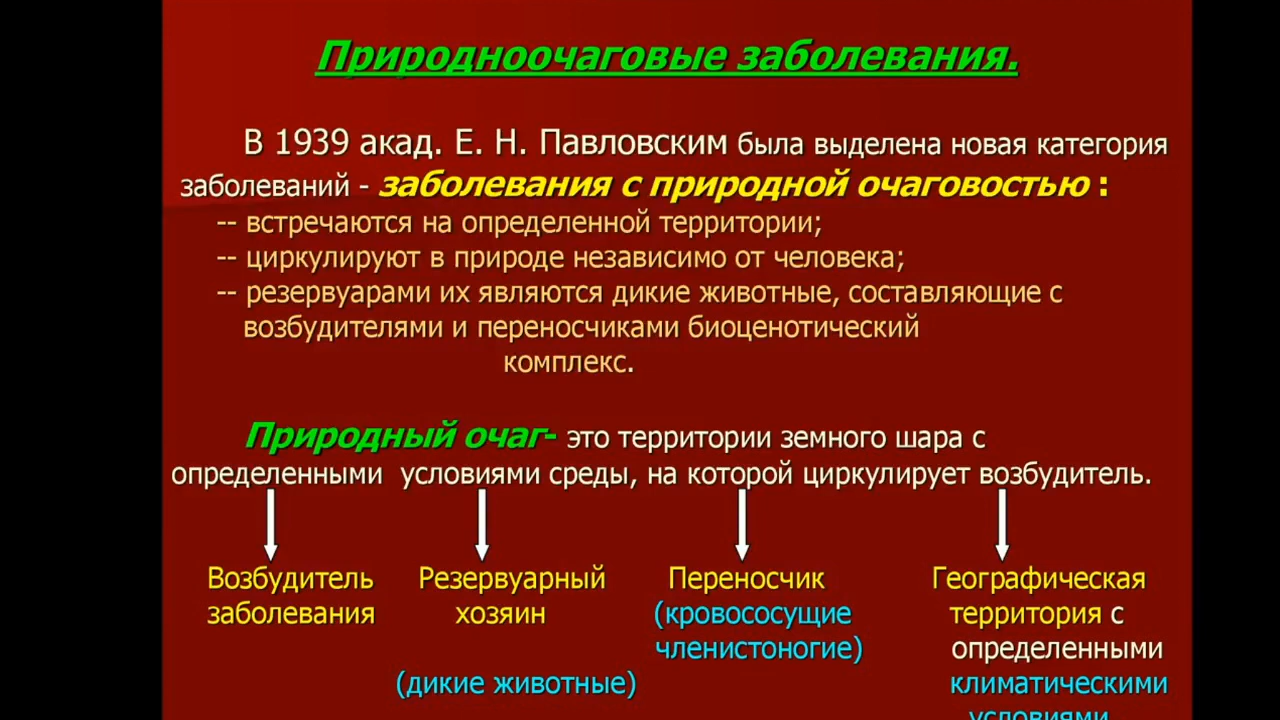 Природноочаговые заболевания.
В 1939 акад. Е. Н. Павловским была выделена новая категория
заболеваний - заболевания с природной очаговостью :
-- встречаются на определенной территории;
-- циркулируют в природе независимо от человека;
-- резервуарами их являются дикие животные, составляющие с
возбудителями и переносчиками биоценотический
комплекс.
Природный очаг- это территории земного шара с
определенными условиями среды, на которой циркулирует возбудитель.
Возбудитель
заболевания
Резервуарный
хозяин
(дикие животные)
Переносчик
(кровососущие
членистоногие)
Географическая
территория с
определенными
климатическими
условиями